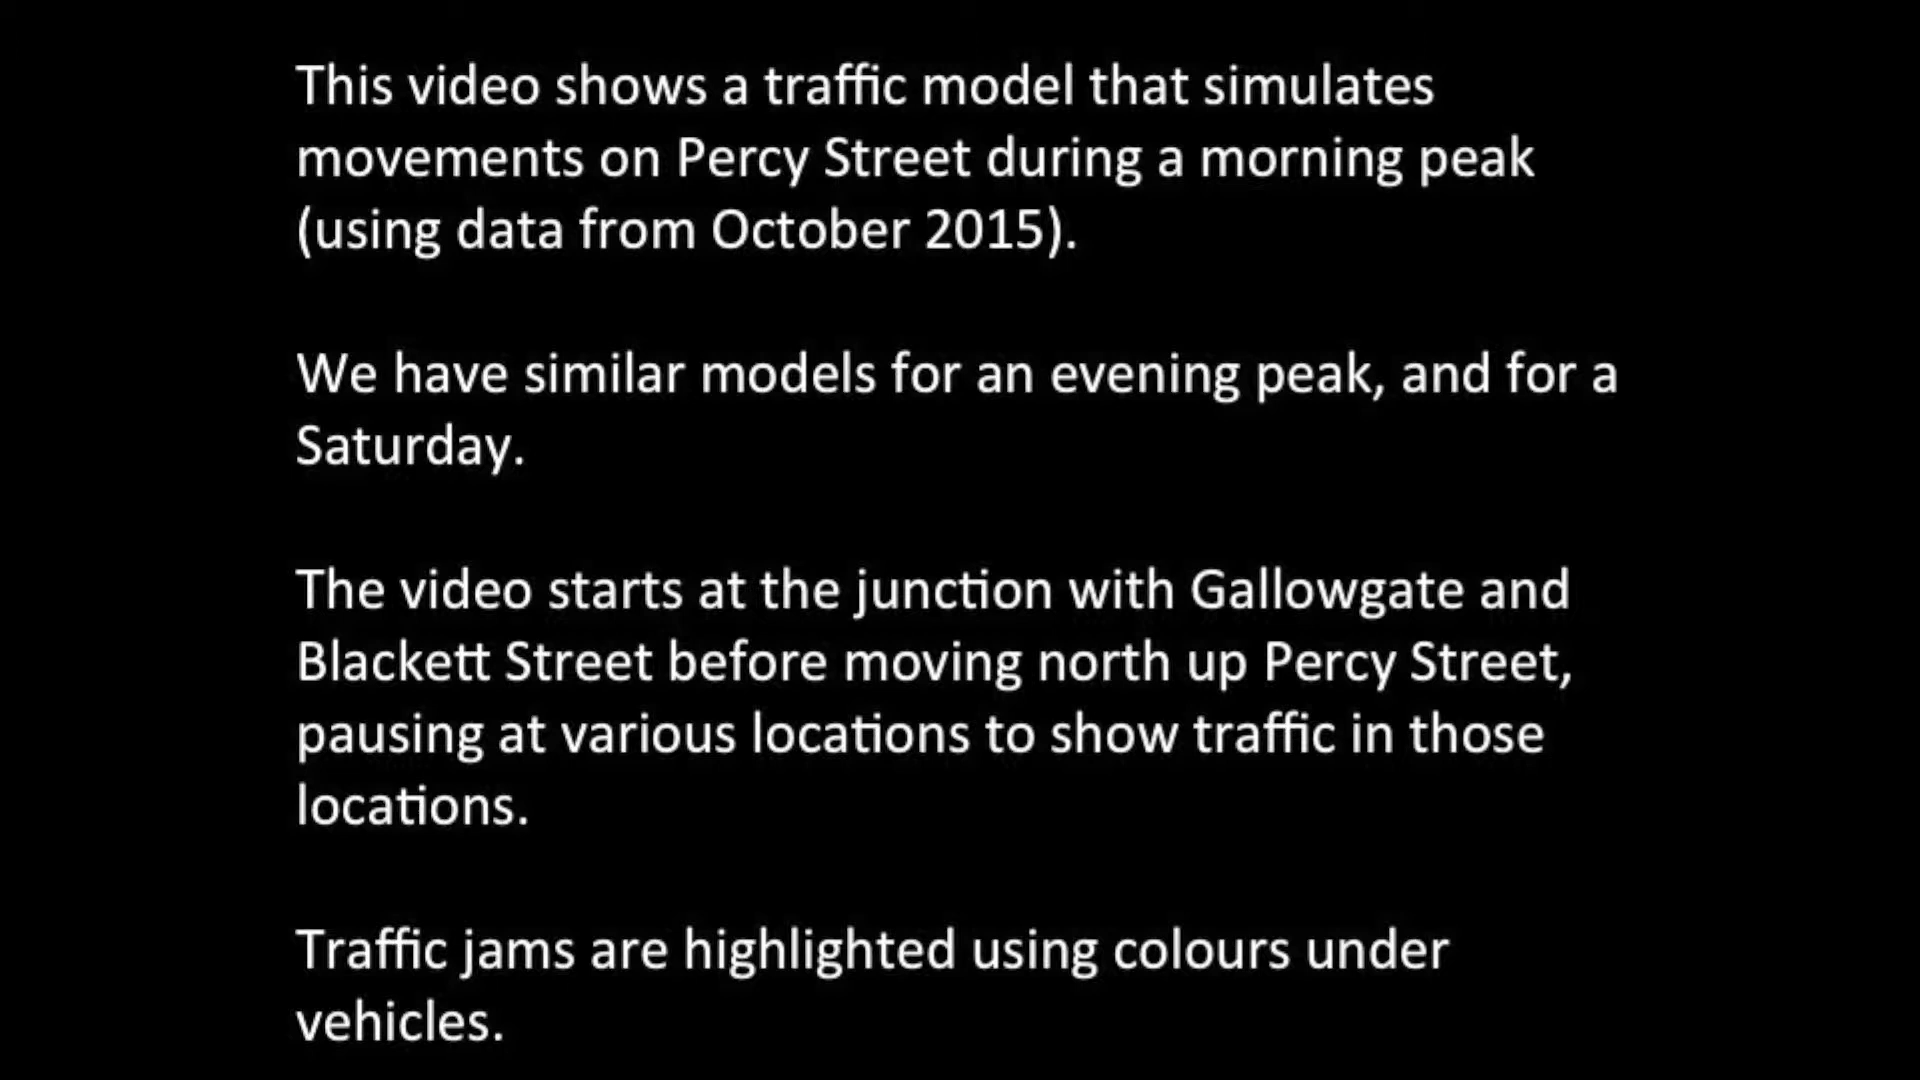 This video shows a traffic model that simulates
movements on Percy Street during a morning peak
(using data from October 2015).
We have similar models for an evening peak, and for a
Saturday.
The video starts at the junction with Gallowgate and
Blackett Street before moving north up Percy Street,
pausing at various locations to show traffic in those
locations.
Traffic jams are highlighted using colours under
vehicles.